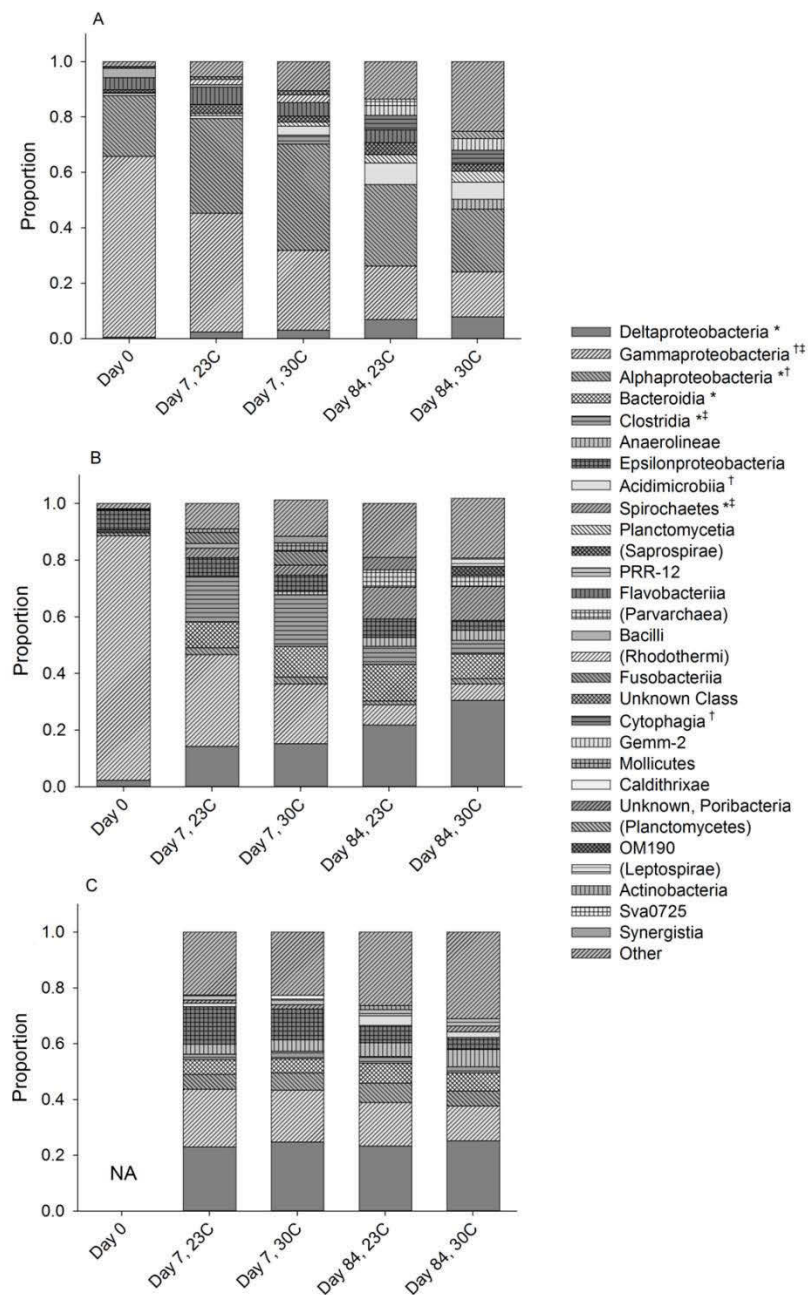 A
1.0
0.8
0.6
0.4
0.2
0.0
Proportion
Day 0
Day 7, 23C
Day 7, 30C
Day 84, 23C
Day 84, 30C
B
1.0
0.8
0.6
0.4
0.2
0.0
Proportion
Day 0
Day 7, 23C
Day 7, 30C
Day 84, 23C
Day 84, 30C
C
1.0
0.8
0.6
0.4
0.2
0.0
Proportion
NA
Day 0
Day 7, 23C
Day 7, 30C
Day 84, 23C
Day 84, 30C
Deltaproteobacteria *
Gammaproteobacteria †‡
Alphaproteobacteria *†
Bacteroidia *
Clostridia *‡
Anaerolineae
Epsilonproteobacteria
Acidimicrobiia †
Spirochaetes *‡
Planctomycetia
(Saprospirae)
PRR-12
Flavobacteriia
(Parvarchaea)
Bacilli
(Rhodothermi)
Fusobacteriia
Unknown Class
Cytophagia †
Gemm-2
Mollicutes
Caldithrixae
Unknown, Poribacteria
(Planctomycetes)
OM190
(Leptospirae)
Actinobacteria
Sva0725
Synergistia
Other